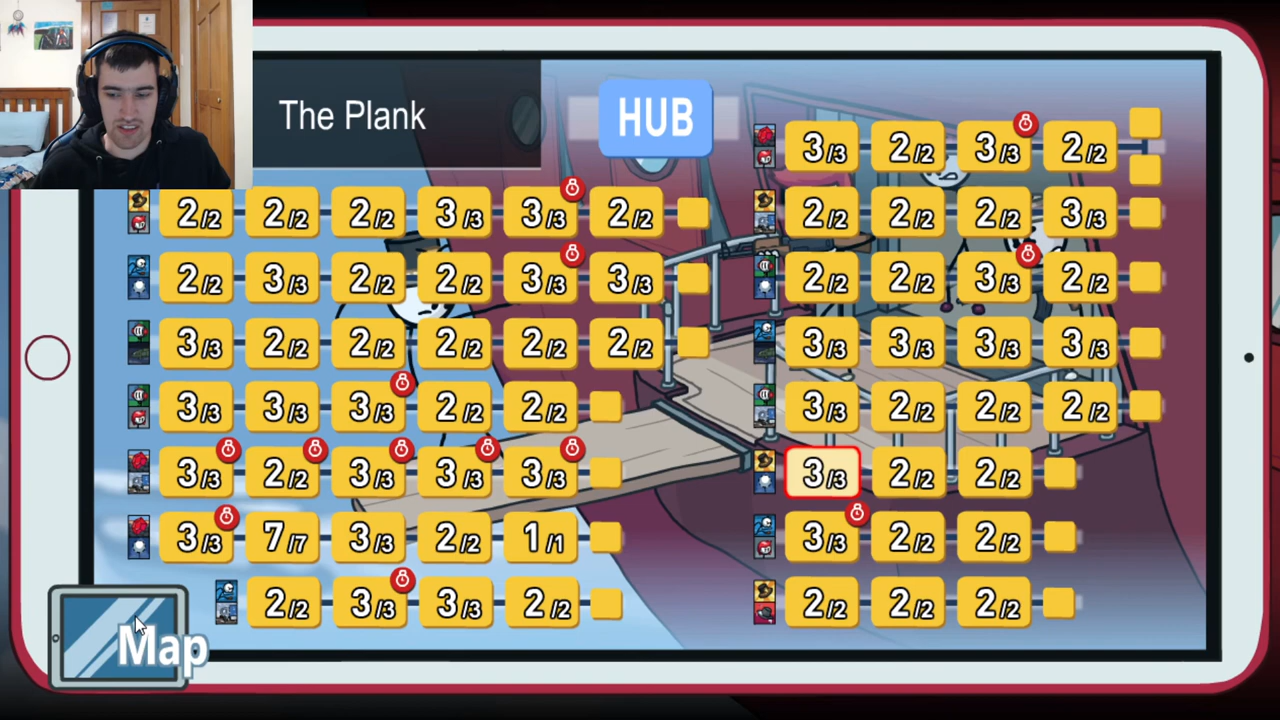 The Plank
HUB
3/3 2/2 3/3 2/2
2/2 2/2 2/2 3/3 3/3 2/2
2/2 2/2 2/2 3/3
2/2 3/3 2/2 2/2 3/3 3/3
2/2 2/2 3/3 2/2
3/3 2/2 2/2 2/2 2/2 2/2
3/3 3/3 3/3 3/3
3/3 3/3 3/3 2/2 2/2
3/3 2/2 2/2 2/2
3/3 2/2 3/3 3/3 3/3
3/3 2/2 2/2
3/3 7/7 3/3 2/2 1/1
3/3 2/2 2/2
2/2 3/3 3/3 2/2
2/2 2/2 2/2
Map